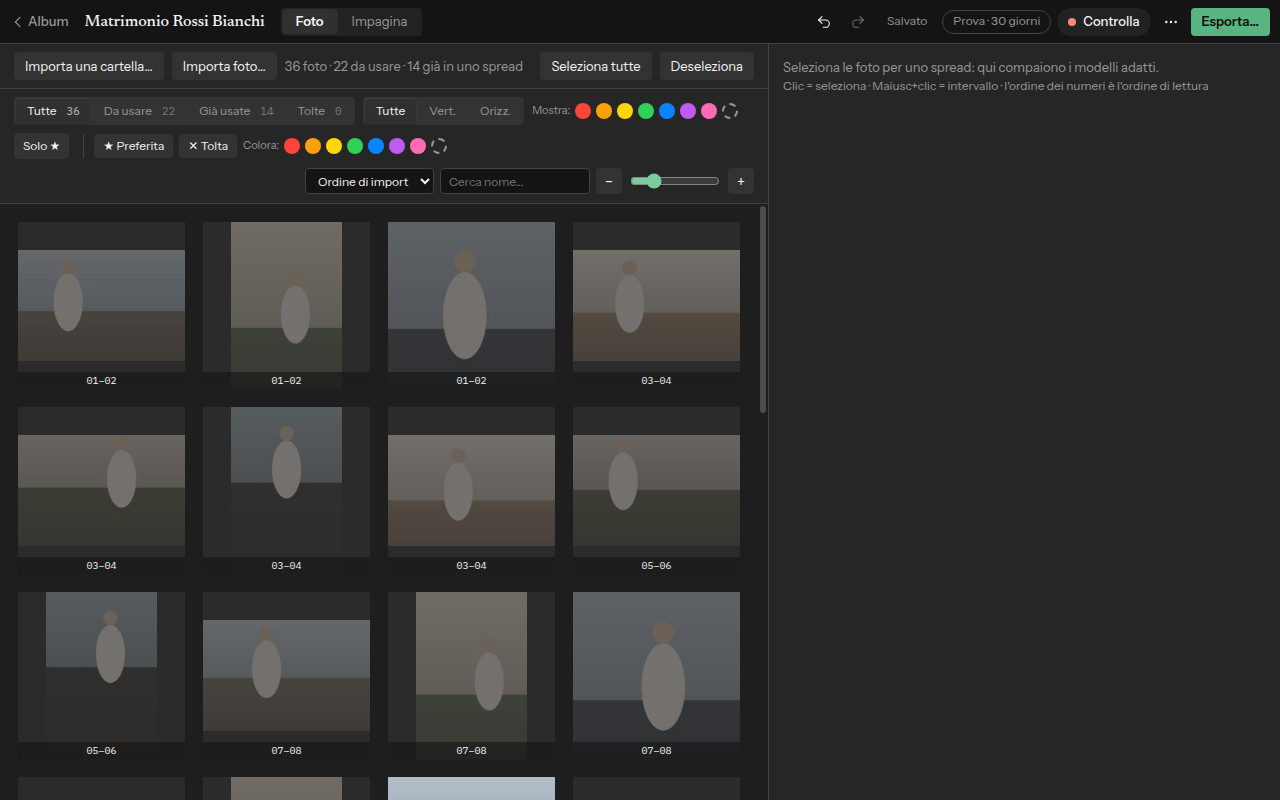 Album
Matrimonio Rossi Bianchi
Foto
Impagina
Salvato
Prova · 30 giorni
Controlla
Esporta...
Importa una cartella...
Importa foto...
36 foto · 22 da usare · 14 già in uno spread
Seleziona tutte
Deseleziona
Tutte 36
Da usare 22
Già usate 14
Tolte 0
Tutte
Vert.
Orizz.
Mostra:
Solo ★
★ Preferita
✕ Tolta
Colora:
Ordine di import
Cerca nome...
−
+
Seleziona le foto per uno spread: qui compaiono i modelli adatti.
Clic = seleziona · Maiusc+clic = intervallo · l'ordine dei numeri è l'ordine di lettura
01–02
01–02
01–02
03–04
03–04
03–04
03–04
05–06
05–06
07–08
07–08
07–08